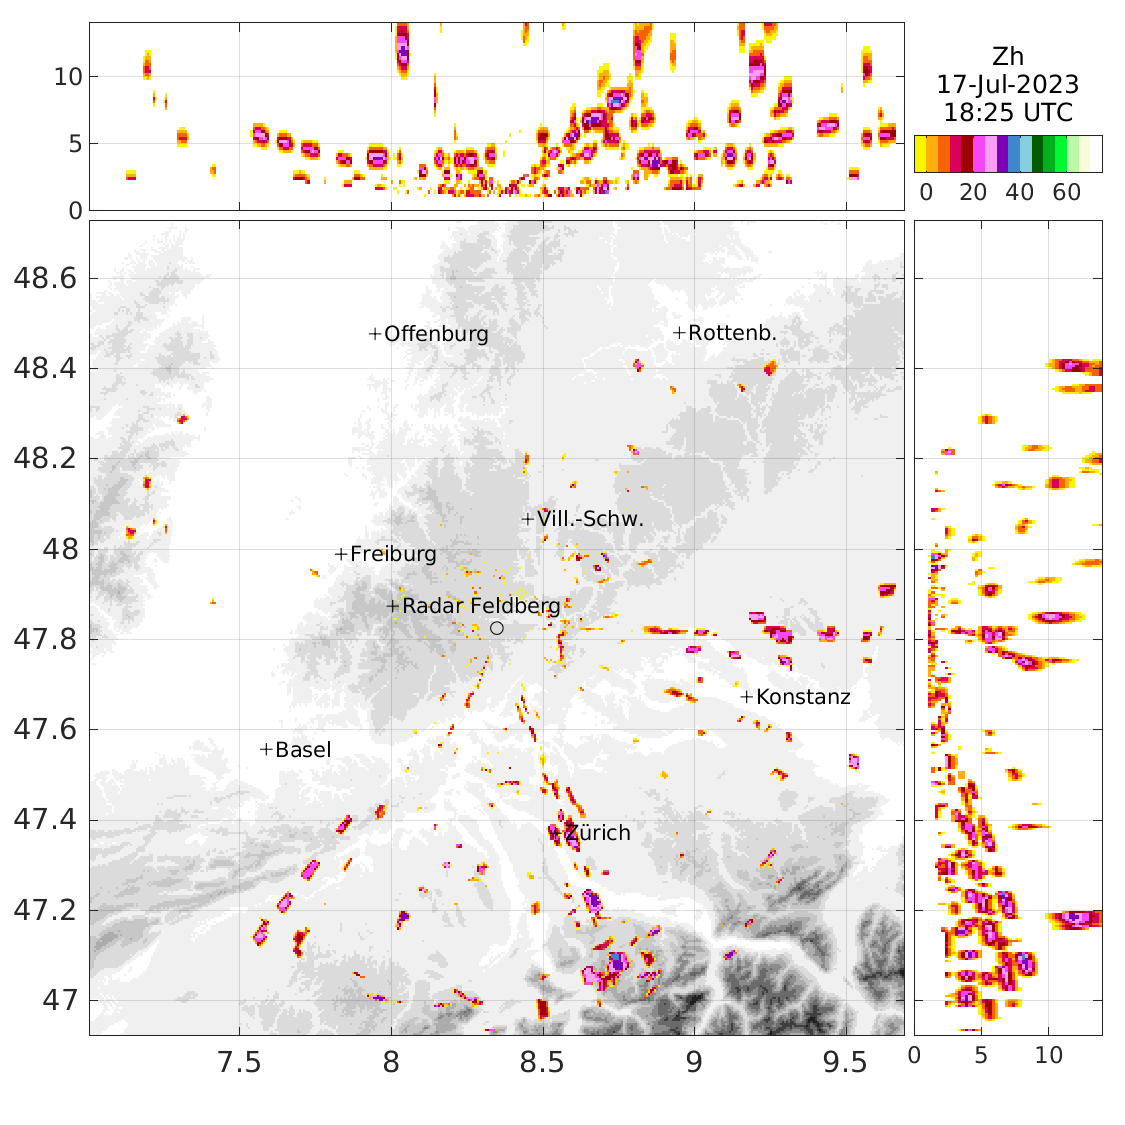 Zh
17-Jul-2023
18:25 UTC
0 20 40 60
10
5
0
48.6
48.4
48.2
48
47.8
47.6
47.4
47.2
47
+Offenburg
+Rottenb.
+Vill.-Schw.
+Freiburg
+Radar Feldberg
+Konstanz
+Basel
+Zürich
7.5 8 8.5 9 9.5
0 5 10